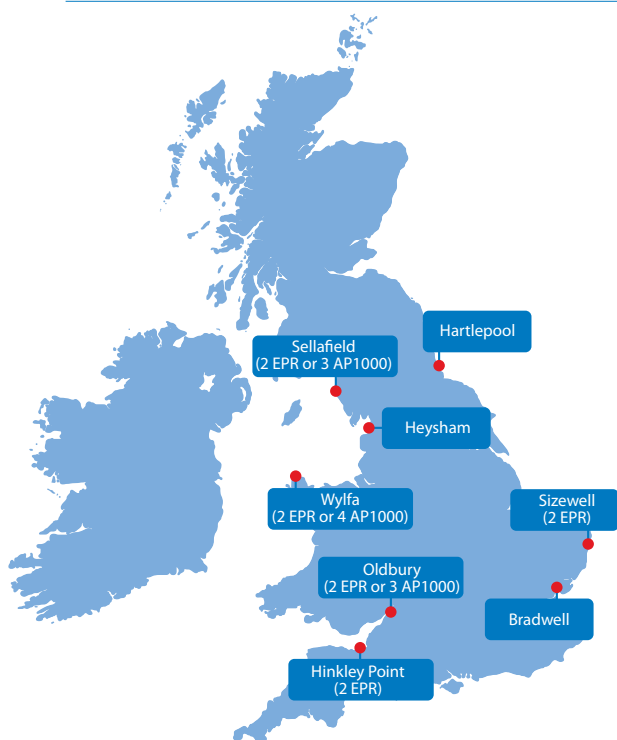 Hartlepool
Sellafield
(2 EPR or 3 AP1000)
Heysham
Wylfa
(2 EPR or 4 AP1000)
Sizewell
(2 EPR)
Oldbury
(2 EPR or 3 AP1000)
Bradwell
Hinkley Point
(2 EPR)